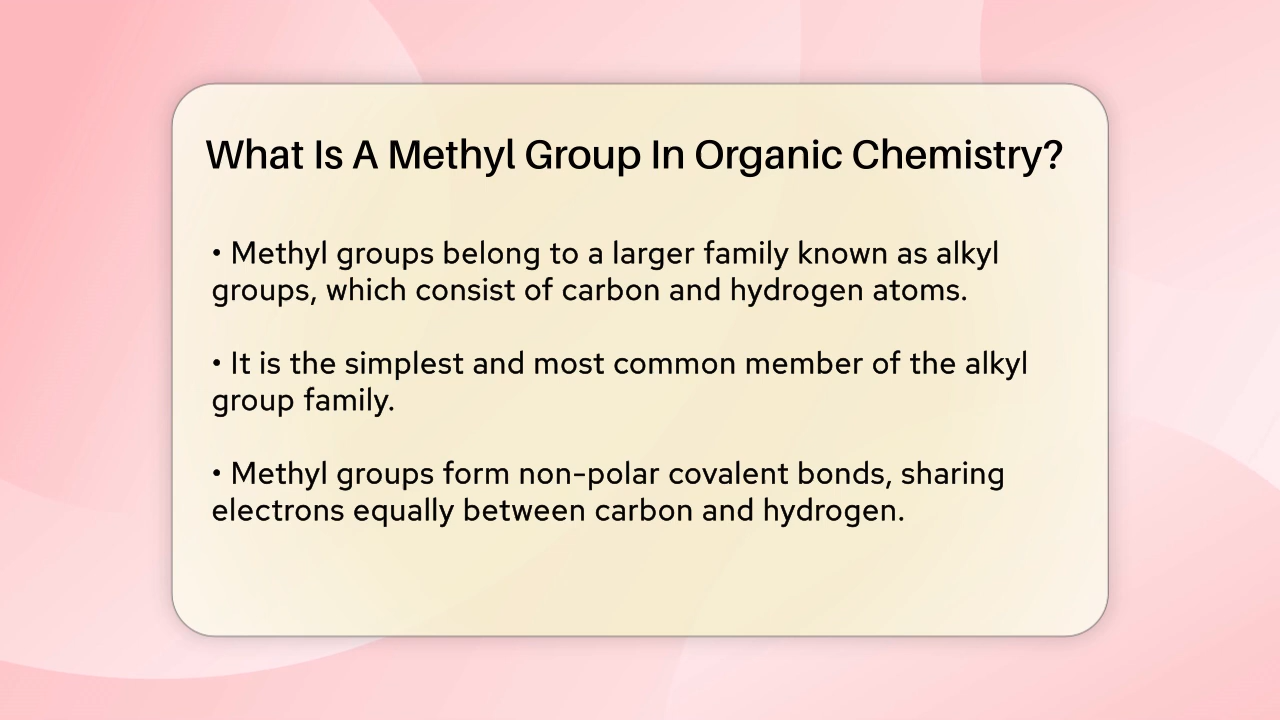 What Is A Methyl Group In Organic Chemistry?
• Methyl groups belong to a larger family known as alkyl
groups, which consist of carbon and hydrogen atoms.
• It is the simplest and most common member of the alkyl
group family.
• Methyl groups form non-polar covalent bonds, sharing
electrons equally between carbon and hydrogen.